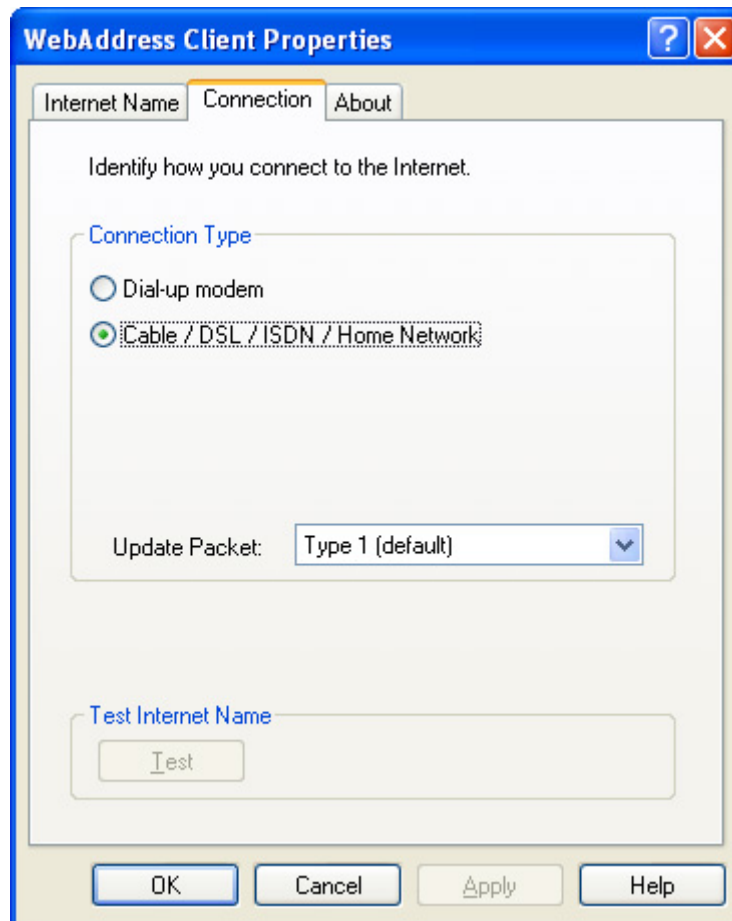 WebAddress Client Properties
Internet Name Connection About
Identify how you connect to the Internet.
Connection Type
Dial-up modem
Cable / DSL / ISDN / Home Network
Update Packet: Type 1 (default)
Test Internet Name
Test
OK Cancel Apply Help